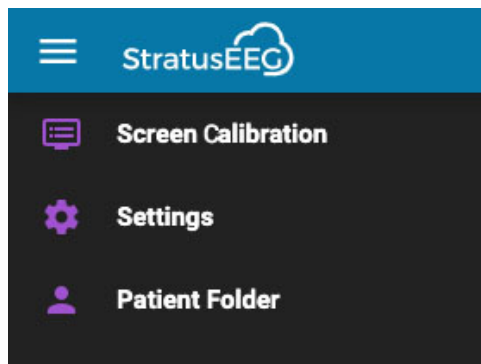 StratusEEG
Screen Calibration
Settings
Patient Folder